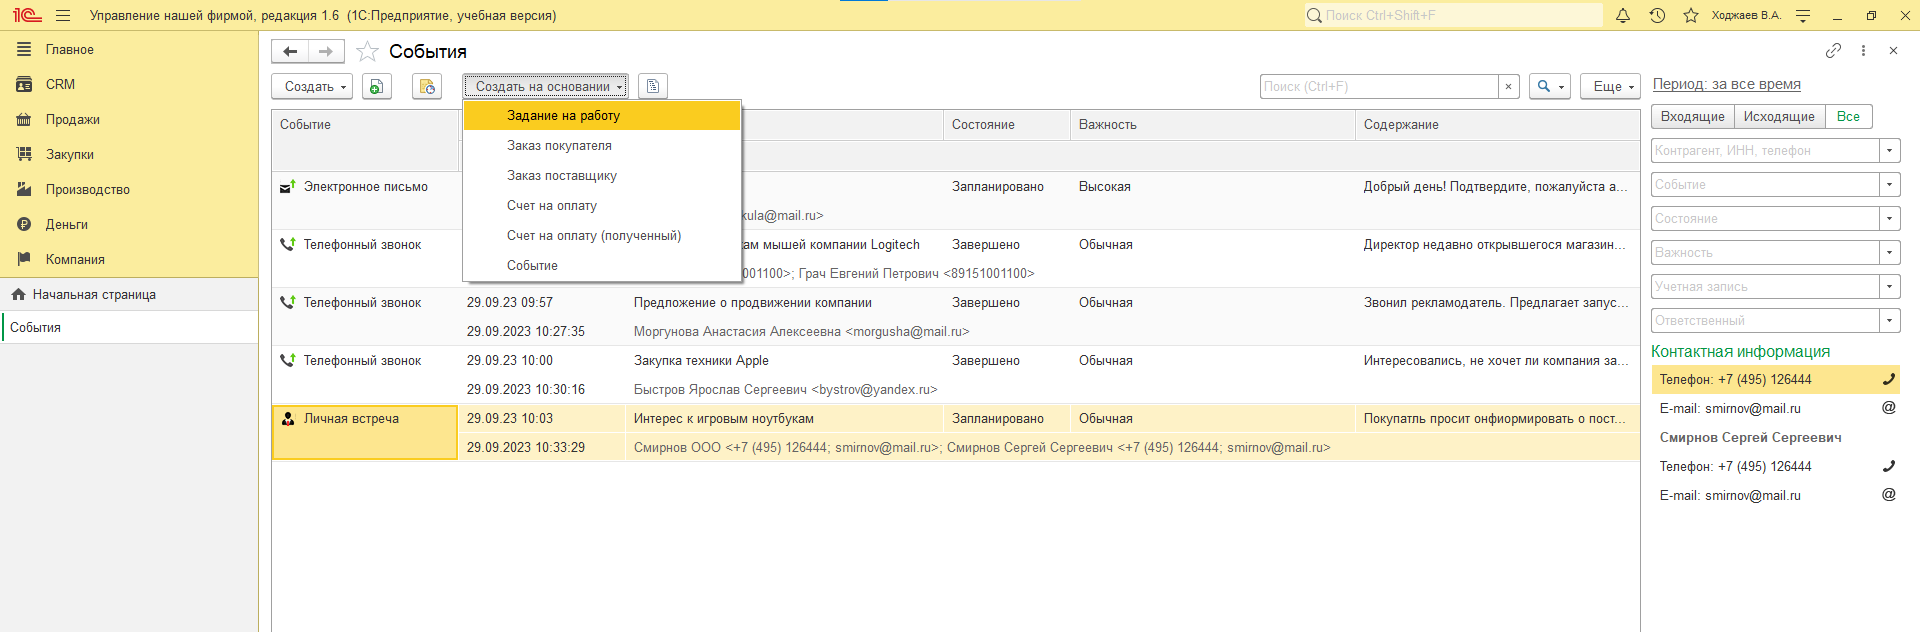 1С Управление нашей фирмой, редакция 1.6 (1С:Предприятие, учебная версия) Поиск Ctrl+Shift+F Ходжаев В.А.
Главное
CRM
Продажи
Закупки
Производство
Деньги
Компания
Начальная страница
События
События
Создать Создать на основании Поиск (Ctrl+F) × Еще
Задание на работу
Заказ покупателя
Заказ поставщику
Счет на оплату
Счет на оплату (полученный)
Событие
Событие Состояние Важность Содержание
Электронное письмо Запланировано Высокая Добрый день! Подтвердите, пожалуйста а...
kula@mail.ru>
Телефонный звонок ам мышей компании Logitech Завершено Обычная Директор недавно открывшегося магазин...
001100>; Грач Евгений Петрович <89151001100>
Телефонный звонок 29.09.23 09:57 Предложение о продвижении компании Завершено Обычная Звонил рекламодатель. Предлагает запус...
29.09.2023 10:27:35 Моргунова Анастасия Алексеевна <morgusha@mail.ru>
Телефонный звонок 29.09.23 10:00 Закупка техники Apple Завершено Обычная Интересовались, не хочет ли компания за...
29.09.2023 10:30:16 Быстров Ярослав Сергеевич <bystrov@yandex.ru>
Личная встреча 29.09.23 10:03 Интерес к игровым ноутбукам Запланировано Обычная Покупатль просит онфиормировать о пост...
29.09.2023 10:33:29 Смирнов ООО <+7 (495) 126444; smirnov@mail.ru>; Смирнов Сергей Сергеевич <+7 (495) 126444; smirnov@mail.ru>
Период: за все время
Входящие Исходящие Все
Контрагент, ИНН, телефон
Событие
Состояние
Важность
Учетная запись
Ответственный
Контактная информация
Телефон: +7 (495) 126444
E-mail: smirnov@mail.ru @
Смирнов Сергей Сергеевич
Телефон: +7 (495) 126444
E-mail: smirnov@mail.ru @